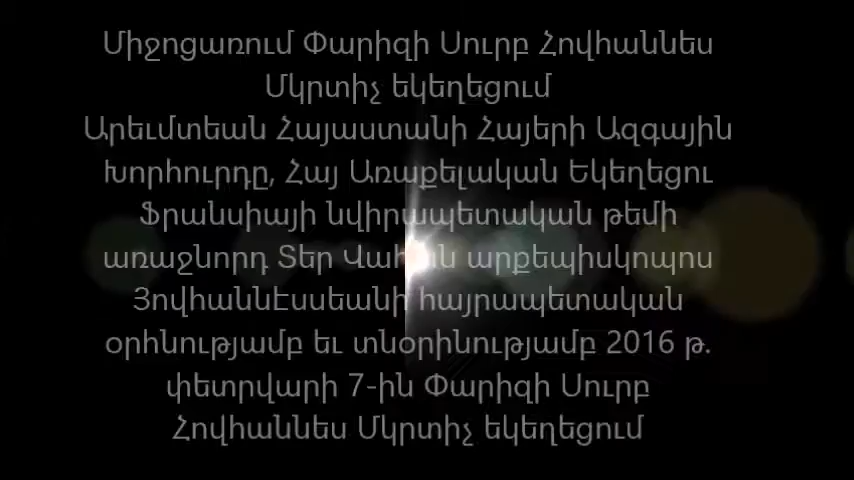 Միջոցառում Փարիզի Սուրբ Հովհաննես
Մկրտիչ եկեղեցում
Արեւմտեան Հայաստանի Հայերի Ազգային
Խորհուրդը, Հայ Առաքելական Եկեղեցու
Ֆրանսիայի նվիրապետական թեմի
առաջնորդ Տեր Վահան արքեպիսկոպոս
Յովհաննէսսեանի հայրապետական
օրհնությամբ եւ տնօրինությամբ 2016 թ.
փետրվարի 7-ին Փարիզի Սուրբ
Հովհաննես Մկրտիչ եկեղեցում